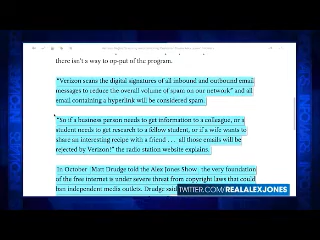 there isn't a way to op-put of the program.
"Verizon scans the digital signatures of all inbound and outbound email
messages to reduce the overall volume of spam on our network" and all
email containing a hyperlink will be considered spam.
"So if a business person needs to get information to a colleague, or a
student needs to get research to a fellow student, or if a wife wants to
share an interesting recipe with a friend . . . all those emails will be
rejected by Verizon!" the radio station website explains.
In October Matt Drudge told the Alex Jones Show, the very foundation
of the free internet is under severe threat from copyright laws that could
ban independent media outlets. Drudge said
TWITTER.COM/REALALEXJONES